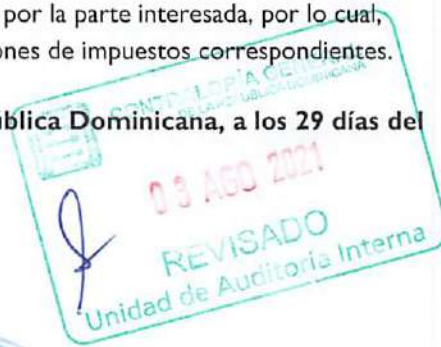 por la parte interesada, por lo cual,
ones de impuestos correspondientes.
CONTRALORÍA GENERAL
DE LA REPÚBLICA DOMINICANA
ública Dominicana, a los 29 días del
03 AGO 2021
REVISADO
Unidad de Auditoría Interna